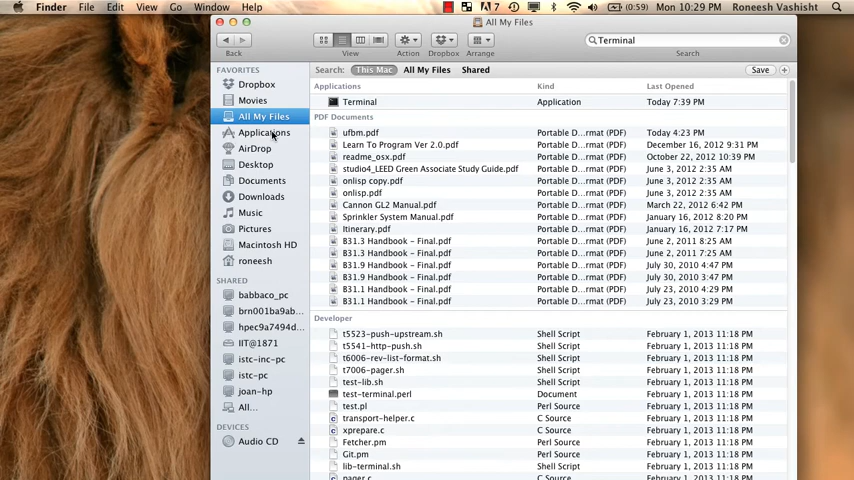 Finder File Edit View Go Window Help 7 (0:59) Mon 10:29 PM Roneesh Vashisht
All My Files
Back View Action Dropbox Arrange Terminal Search
FAVORITES
Dropbox
Movies
All My Files
Applications
AirDrop
Desktop
Documents
Downloads
Music
Pictures
Macintosh HD
roneesh
SHARED
babbaco_pc
brn001ba9ab...
hpec9a7494d...
IIT@1871
istc-inc-pc
istc-pc
joan-hp
All...
DEVICES
Audio CD
Search: This Mac All My Files Shared Save
Applications Kind Last Opened
Terminal Application Today 7:39 PM
PDF Documents
ufbm.pdf Portable D...rmat (PDF) Today 4:23 PM
Learn To Program Ver 2.0.pdf Portable D...rmat (PDF) December 16, 2012 9:31 PM
readme_osx.pdf Portable D...rmat (PDF) October 22, 2012 10:39 PM
studio4_LEED Green Associate Study Guide.pdf Portable D...rmat (PDF) June 3, 2012 2:35 AM
onlisp copy.pdf Portable D...rmat (PDF) June 3, 2012 2:35 AM
onlisp.pdf Portable D...rmat (PDF) June 3, 2012 2:35 AM
Cannon GL2 Manual.pdf Portable D...rmat (PDF) March 22, 2012 6:42 PM
Sprinkler System Manual.pdf Portable D...rmat (PDF) January 16, 2012 8:20 PM
Itinerary.pdf Portable D...rmat (PDF) January 16, 2012 7:17 PM
B31.3 Handbook - Final.pdf Portable D...rmat (PDF) June 2, 2011 8:25 AM
B31.3 Handbook - Final.pdf Portable D...rmat (PDF) June 2, 2011 7:25 AM
B31.9 Handbook - Final.pdf Portable D...rmat (PDF) July 30, 2010 4:47 PM
B31.9 Handbook - Final.pdf Portable D...rmat (PDF) July 30, 2010 3:47 PM
B31.1 Handbook - Final.pdf Portable D...rmat (PDF) July 23, 2010 4:29 PM
B31.1 Handbook - Final.pdf Portable D...rmat (PDF) July 23, 2010 3:29 PM
Developer
t5523-push-upstream.sh Shell Script February 1, 2013 11:18 PM
t5541-http-push.sh Shell Script February 1, 2013 11:18 PM
t6006-rev-list-format.sh Shell Script February 1, 2013 11:18 PM
t7006-pager.sh Shell Script February 1, 2013 11:18 PM
test-lib.sh Shell Script February 1, 2013 11:18 PM
test-terminal.perl Document February 1, 2013 11:18 PM
test.pl Perl Source February 1, 2013 11:18 PM
transport-helper.c C Source February 1, 2013 11:18 PM
xprepare.c C Source February 1, 2013 11:18 PM
Fetcher.pm Perl Source February 1, 2013 11:18 PM
Git.pm Perl Source February 1, 2013 11:18 PM
lib-terminal.sh Shell Script February 1, 2013 11:18 PM
pager.c C Source February 1, 2013 11:18 PM